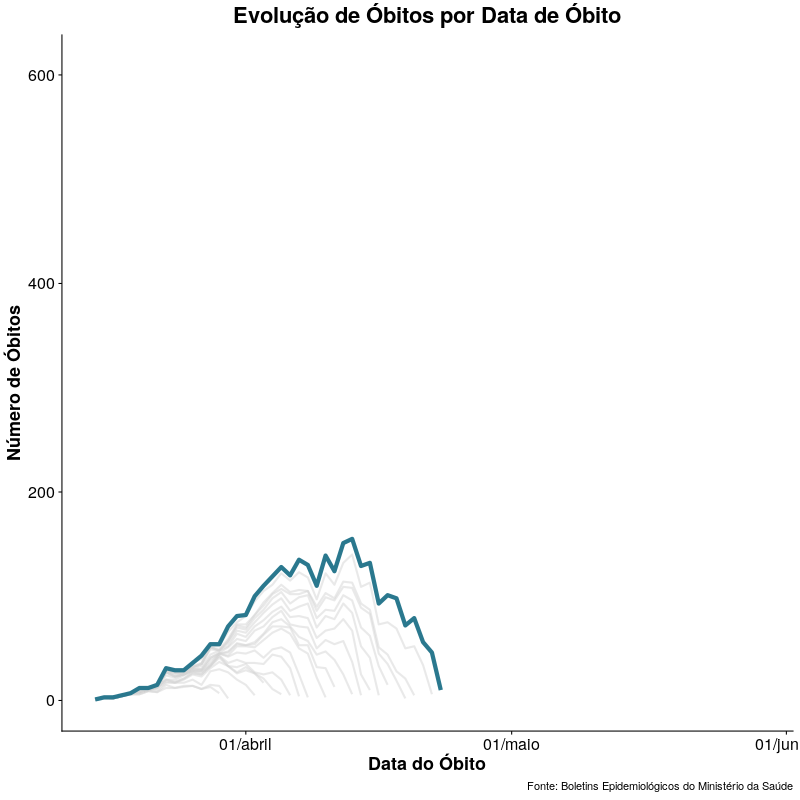 Evolução de Óbitos por Data de Óbito
600
400
200
0
Número de Óbitos
01/abril
01/maio
01/jun
Data do Óbito
Fonte: Boletins Epidemiológicos do Ministério da Saúde